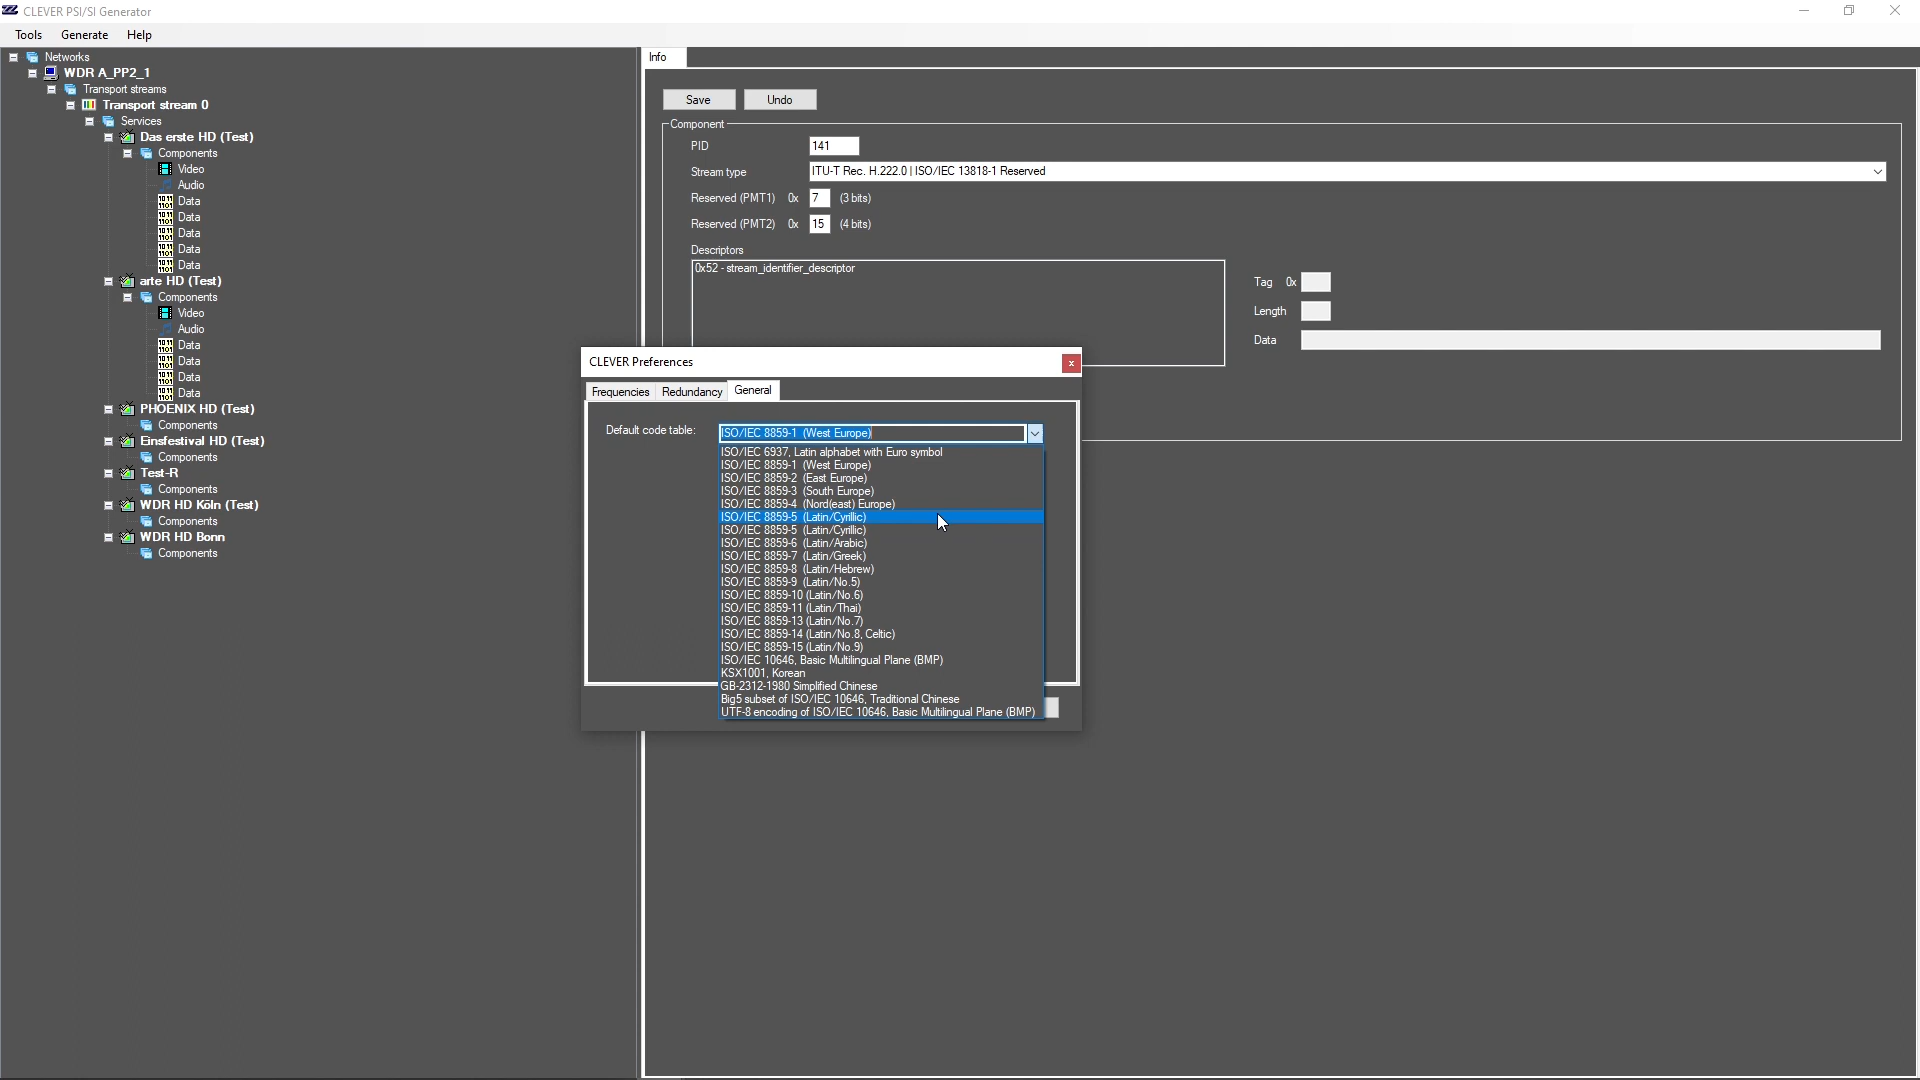 CLEVER PSI/SI Generator
Tools Generate Help
Networks
WDR A_PP2_1
Transport streams
Transport stream 0
Services
Das erste HD (Test)
Components
Video
Audio
Data
Data
Data
Data
Data
arte HD (Test)
Components
Video
Audio
Data
Data
Data
Data
PHOENIX HD (Test)
Components
Einsfestival HD (Test)
Components
Test-R
Components
WDR HD Köln (Test)
Components
WDR HD Bonn
Components
Info
Save Undo
Component
PID 141
Stream type ITU-T Rec. H.222.0 | ISO/IEC 13818-1 Reserved
Reserved (PMT1) 0x 7 (3 bits)
Reserved (PMT2) 0x 15 (4 bits)
Descriptors
0x52 - stream_identifier_descriptor
Tag 0x
Length
Data
CLEVER Preferences
x
Frequencies Redundancy General
Default code table: ISO/IEC 8859-1 (West Europe)
ISO/IEC 6937, Latin alphabet with Euro symbol
ISO/IEC 8859-1 (West Europe)
ISO/IEC 8859-2 (East Europe)
ISO/IEC 8859-3 (South Europe)
ISO/IEC 8859-4 (Nord(east) Europe)
ISO/IEC 8859-5 (Latin/Cyrillic)
ISO/IEC 8859-5 (Latin/Cyrillic)
ISO/IEC 8859-6 (Latin/Arabic)
ISO/IEC 8859-7 (Latin/Greek)
ISO/IEC 8859-8 (Latin/Hebrew)
ISO/IEC 8859-9 (Latin/No.5)
ISO/IEC 8859-10 (Latin/No.6)
ISO/IEC 8859-11 (Latin/Thai)
ISO/IEC 8859-13 (Latin/No.7)
ISO/IEC 8859-14 (Latin/No.8, Celtic)
ISO/IEC 8859-15 (Latin/No.9)
ISO/IEC 10646, Basic Multilingual Plane (BMP)
KSX1001, Korean
GB-2312-1980 Simplified Chinese
Big5 subset of ISO/IEC 10646, Traditional Chinese
UTF-8 encoding of ISO/IEC 10646, Basic Multilingual Plane (BMP)